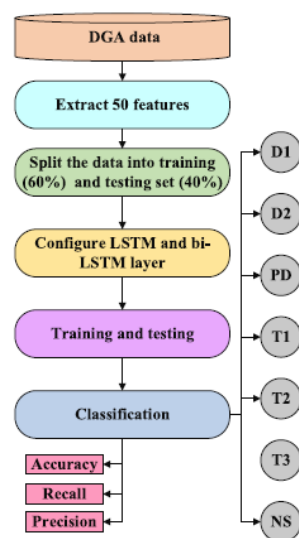 DGA data
Extract 50 features
Split the data into training
(60%) and testing set (40%)
Configure LSTM and bi-
LSTM layer
Training and testing
Classification
Accuracy
Recall
Precision
D1
D2
PD
T1
T2
T3
NS